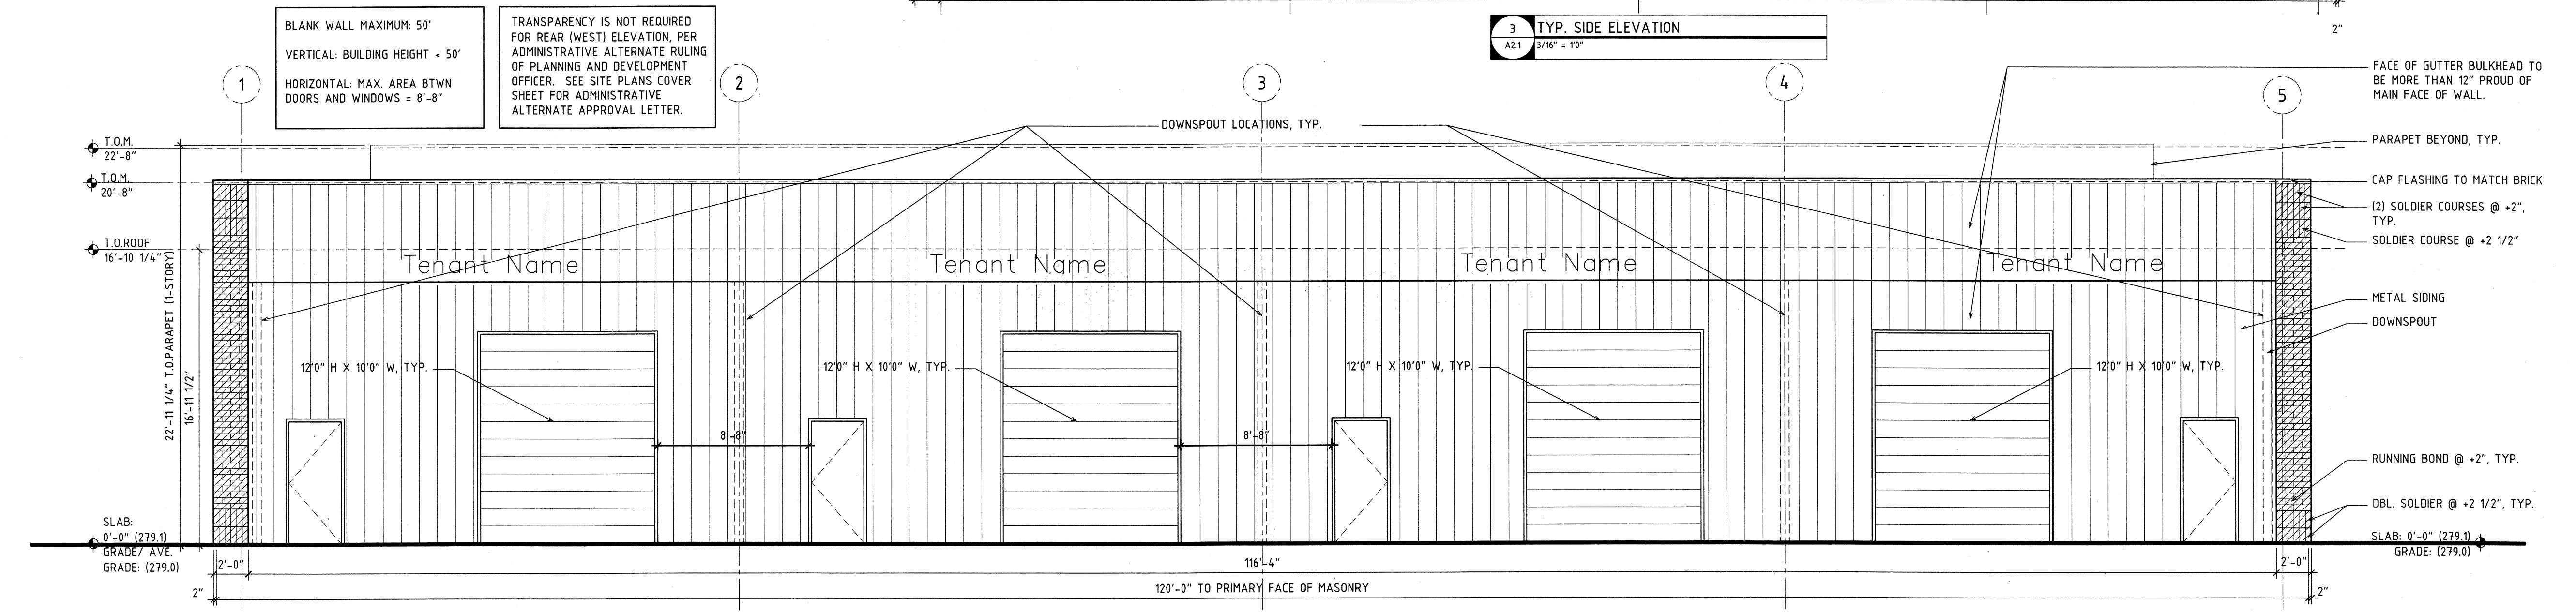 BLANK WALL MAXIMUM: 50'
VERTICAL: BUILDING HEIGHT < 50'
HORIZONTAL: MAX. AREA BTWN
DOORS AND WINDOWS = 8'-8"
TRANSPARENCY IS NOT REQUIRED
FOR REAR (WEST) ELEVATION, PER
ADMINISTRATIVE ALTERNATE RULING
OF PLANNING AND DEVELOPMENT
OFFICER. SEE SITE PLANS COVER
SHEET FOR ADMINISTRATIVE
ALTERNATE APPROVAL LETTER.
3
A2.1
TYP. SIDE ELEVATION
3/16" = 1'0"
2"
1
2
3
4
5
FACE OF GUTTER BULKHEAD TO
BE MORE THAN 12" PROUD OF
MAIN FACE OF WALL.
DOWNSPOUT LOCATIONS, TYP.
PARAPET BEYOND, TYP.
T.O.M.
22'-8"
T.O.M.
20'-8"
CAP FLASHING TO MATCH BRICK
(2) SOLDIER COURSES @ +2",
TYP.
SOLDIER COURSE @ +2 1/2"
T.O.ROOF
16'-10 1/4"
Tenant Name
Tenant Name
Tenant Name
Tenant Name
METAL SIDING
DOWNSPOUT
22'-11 1/4" T.O.PARAPET (1-STORY)
16'-11 1/2"
12'0" H X 10'0" W, TYP.
12'0" H X 10'0" W, TYP.
12'0" H X 10'0" W, TYP.
12'0" H X 10'0" W, TYP.
8'-8"
8'-8"
RUNNING BOND @ +2", TYP.
DBL. SOLDIER @ +2 1/2", TYP.
SLAB:
0'-0" (279.1)
GRADE/ AVE.
GRADE: (279.0)
SLAB: 0'-0" (279.1)
GRADE: (279.0)
2'-0"
116'-4"
2'-0"
2"
120'-0" TO PRIMARY FACE OF MASONRY
2"